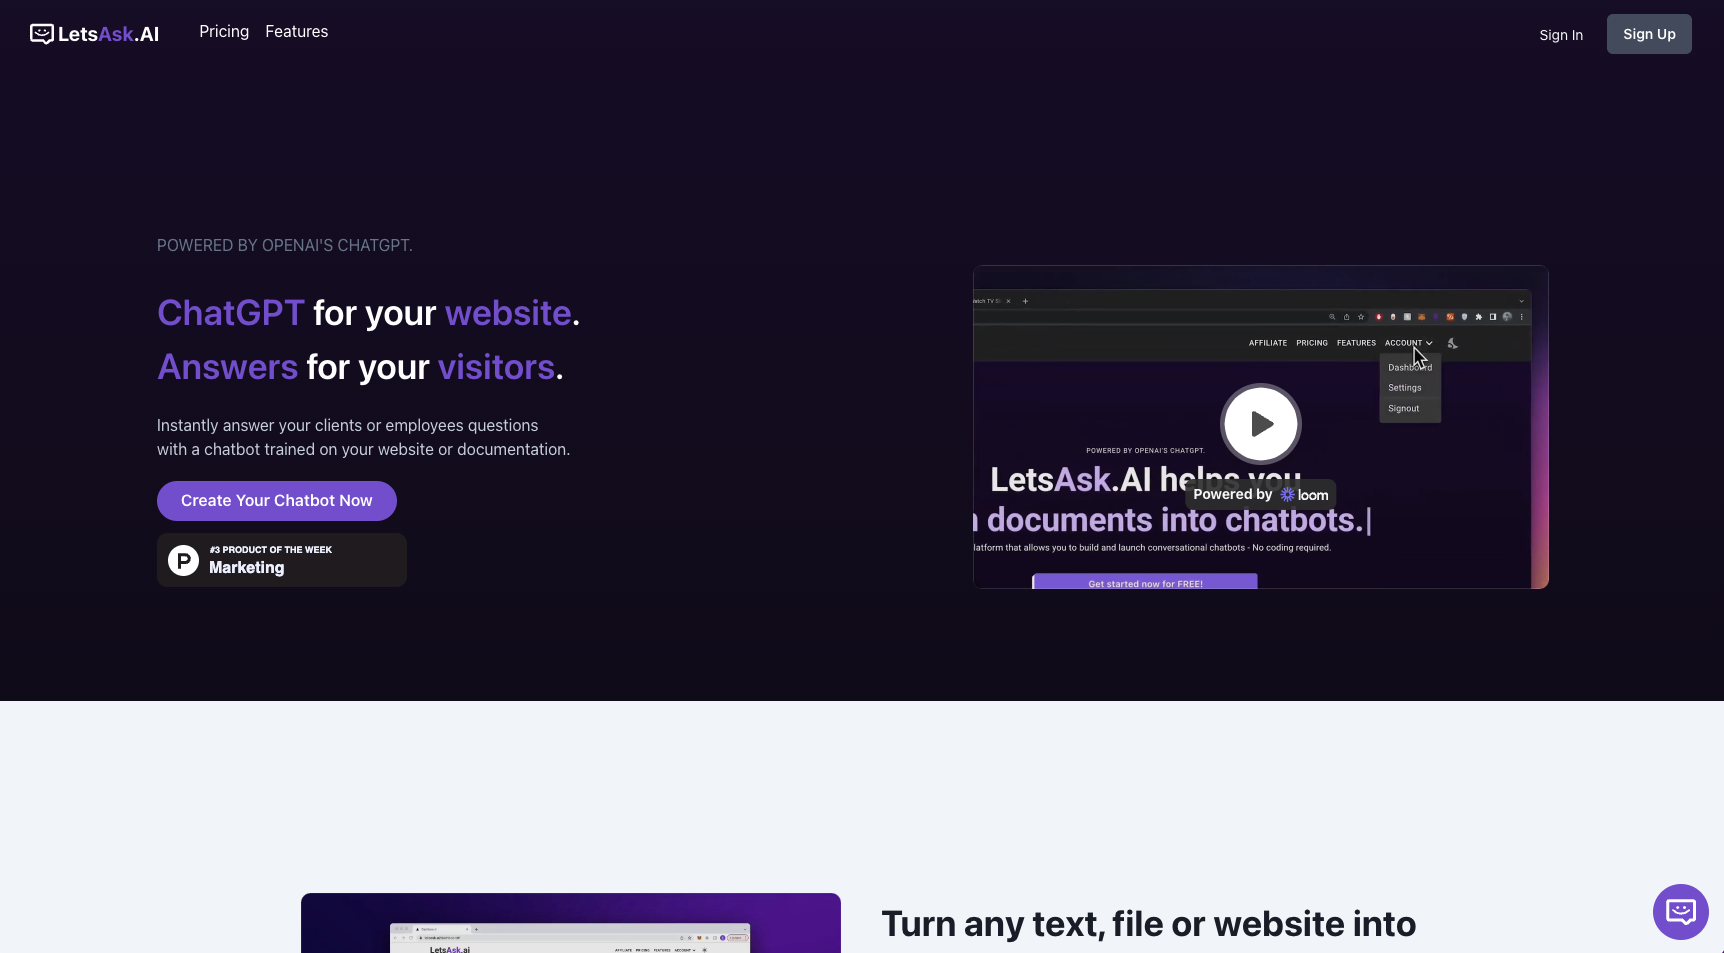 LetsAsk.AI
Pricing
Features
Sign In
Sign Up
POWERED BY OPENAI'S CHATGPT.
ChatGPT for your website.
Answers for your visitors.
Instantly answer your clients or employees questions
with a chatbot trained on your website or documentation.
Create Your Chatbot Now
P
#3 PRODUCT OF THE WEEK
Marketing
AFFILIATE PRICING FEATURES ACCOUNT
Settings
Signout
POWERED BY OPENAI'S CHATGPT.
LetsAsk.AI helps you
Powered by loom
documents into chatbots.|
that allows you to build and launch conversational chatbots - No coding required.
Get started now for FREE!
Turn any text, file or website into
LetsAsk.ai
AFFILIATE PRICING FEATURES ACCOUNT